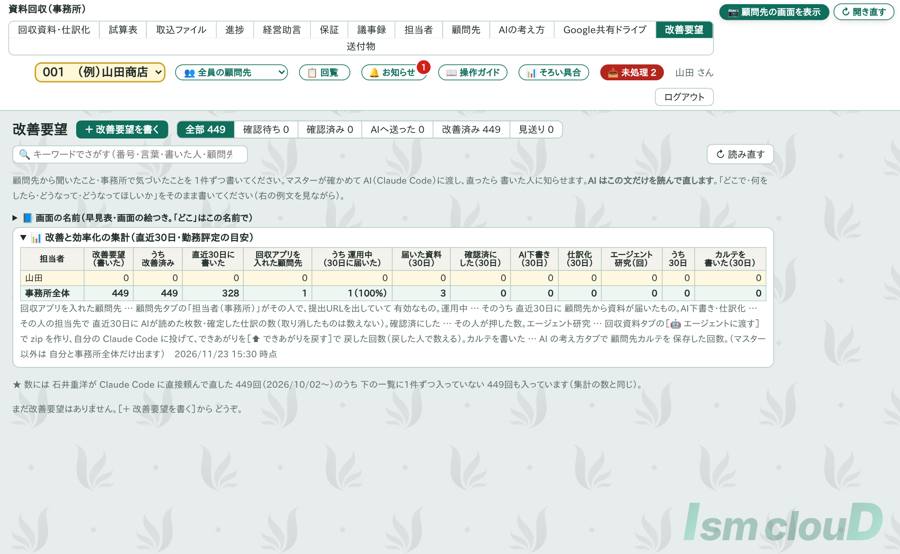 資料回収（事務所）
📷 顧問先の画面を表示
↻ 開き直す
回収資料・仕訳化 試算表 取込ファイル 進捗 経営助言 保証 議事録 担当者 顧問先 AIの考え方 Google共有ドライブ 改善要望
送付物
001 （例）山田商店
👥 全員の顧問先
📋 回覧
🔔 お知らせ 1
📖 操作ガイド
📊 そろい具合
📥 未処理 2
山田 さん
ログアウト
改善要望
＋ 改善要望を書く
全部 449 確認待ち 0 確認済み 0 AIへ送った 0 改善済み 449 見送り 0
🔍 キーワードでさがす（番号・言葉・書いた人・顧問先
↻ 読み直す
顧問先から聞いたこと・事務所で気づいたことを 1件ずつ書いてください。マスターが確かめて AI（Claude Code）に渡し、直ったら 書いた人に知らせます。AI はこの文だけを読んで直します。「どこで・何を
したら・どうなって・どうなってほしいか」をそのまま書いてください（右の例文を見ながら）。
▶ 📘 画面の名前（早見表・画面の絵つき。「どこ」はこの名前で）
▼ 📊 改善と効率化の集計（直近30日・勤務評定の目安）
担当者 改善要望（書いた） うち改善済み 直近30日に書いた 回収アプリを入れた顧問先 うち 運用中（30日に届いた） 届いた資料（30日） 確認済にした（30日） AI下書き（30日） 仕訳化（30日） エージェント研究（回） うち30日 カルテを書いた（30日）
山田 0 0 0 0 0 0 0 0 0 0 0 0
事務所全体 449 449 328 1 1（100%） 3 0 0 0 0 0 0
回収アプリを入れた顧問先 … 顧問先タブの「担当者（事務所）」がその人で、提出URLを出していて 有効なもの。運用中 … そのうち 直近30日に 顧問先から資料が届いたもの。AI下書き・仕訳化 …
その人の担当先で 直近30日に AIが読めた枚数・確定した仕訳の数（取り消したものは数えない）。確認済にした … その人が押した数。エージェント研究 … 回収資料タブの［🤖 エージェントに渡す］
で zip を作り、自分の Claude Code に投げて、できあがりを［⬆ できあがりを戻す］で 戻した回数（戻した人で数える）。カルテを書いた … AI の考え方タブで 顧問先カルテを 保存した回数。（マスター
以外は 自分と事務所全体だけ出ます） 2026/11/23 15:30 時点
★ 数には 石井重洋が Claude Code に直接頼んで直した 449回（2026/10/02〜）のうち 下の一覧に1件ずつ入っていない 449回も入っています（集計の数と同じ）。
まだ改善要望はありません。［＋ 改善要望を書く］から どうぞ。
Ism clouD